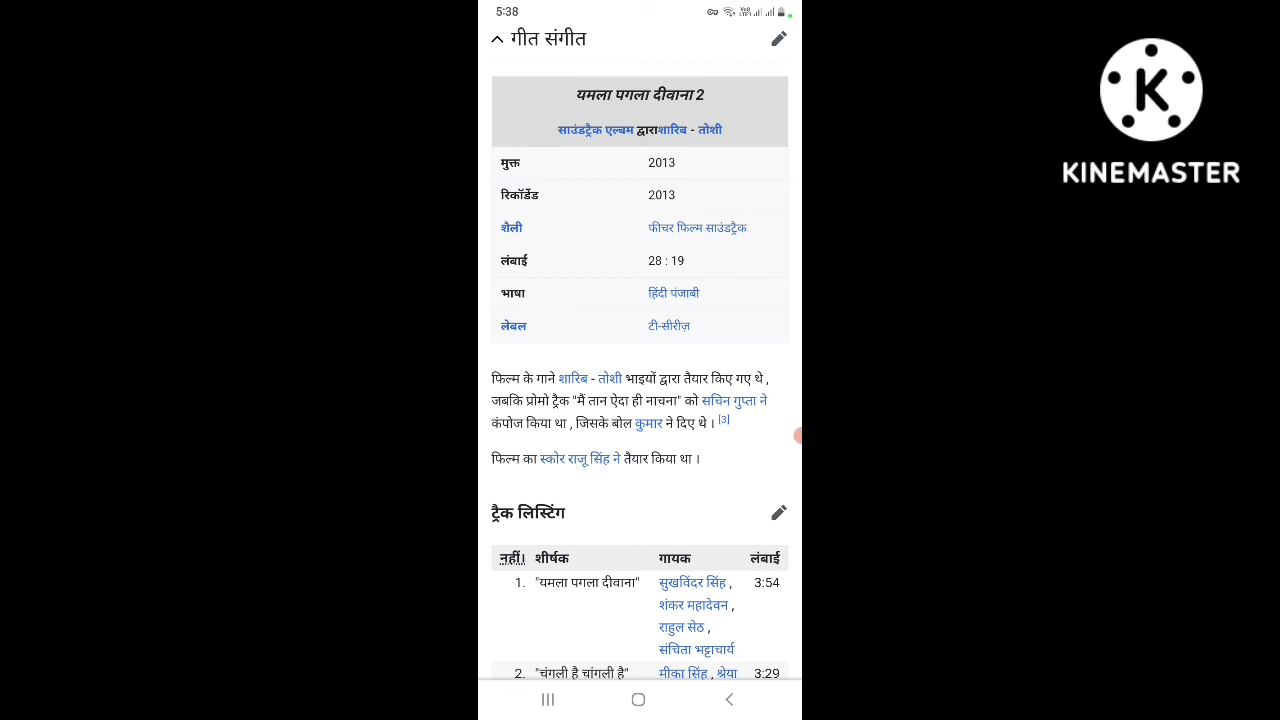 5:38
गीत संगीत
यमला पगला दीवाना 2
साउंडट्रैक एल्बम द्वाराशारिब - तोशी
मुक्त 2013
रिकॉर्डेड 2013
शैली फीचर फिल्म साउंडट्रैक
लंबाई 28 : 19
भाषा हिंदी पंजाबी
लेबल टी-सीरीज़
फिल्म के गाने शारिब - तोशी भाइयों द्वारा तैयार किए गए थे ,
जबकि प्रोमो ट्रैक "मैं तान ऐदा ही नाचना" को सचिन गुप्ता ने
कंपोज किया था , जिसके बोल कुमार ने दिए थे । [3]
फिल्म का स्कोर राजू सिंह ने तैयार किया था ।
ट्रैक लिस्टिंग
नहीं। शीर्षक गायक लंबाई
1. "यमला पगला दीवाना" सुखविंदर सिंह , 3:54
शंकर महादेवन ,
राहुल सेठ ,
संचिता भट्टाचार्य
2. "चंगली है चांगली है" मीका सिंह , श्रेया 3:29
K
KINEMASTER